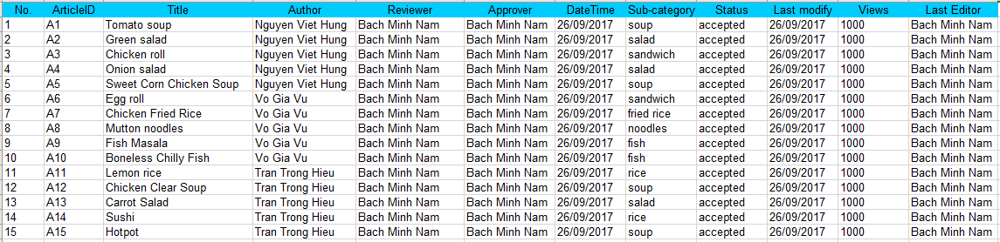 No. ArticleID Title Author Reviewer Approver DateTime Sub-category Status Last modify Views Last Editor
1 A1 Tomato soup Nguyen Viet Hung Bach Minh Nam Bach Minh Nam 26/09/2017 soup accepted 26/09/2017 1000 Bach Minh Nam
2 A2 Green salad Nguyen Viet Hung Bach Minh Nam Bach Minh Nam 26/09/2017 salad accepted 26/09/2017 1000 Bach Minh Nam
3 A3 Chicken roll Nguyen Viet Hung Bach Minh Nam Bach Minh Nam 26/09/2017 sandwich accepted 26/09/2017 1000 Bach Minh Nam
4 A4 Onion salad Nguyen Viet Hung Bach Minh Nam Bach Minh Nam 26/09/2017 salad accepted 26/09/2017 1000 Bach Minh Nam
5 A5 Sweet Corn Chicken Soup Nguyen Viet Hung Bach Minh Nam Bach Minh Nam 26/09/2017 soup accepted 26/09/2017 1000 Bach Minh Nam
6 A6 Egg roll Vo Gia Vu Bach Minh Nam Bach Minh Nam 26/09/2017 sandwich accepted 26/09/2017 1000 Bach Minh Nam
7 A7 Chicken Fried Rice Vo Gia Vu Bach Minh Nam Bach Minh Nam 26/09/2017 fried rice accepted 26/09/2017 1000 Bach Minh Nam
8 A8 Mutton noodles Vo Gia Vu Bach Minh Nam Bach Minh Nam 26/09/2017 noodles accepted 26/09/2017 1000 Bach Minh Nam
9 A9 Fish Masala Vo Gia Vu Bach Minh Nam Bach Minh Nam 26/09/2017 fish accepted 26/09/2017 1000 Bach Minh Nam
10 A10 Boneless Chilly Fish Vo Gia Vu Bach Minh Nam Bach Minh Nam 26/09/2017 fish accepted 26/09/2017 1000 Bach Minh Nam
11 A11 Lemon rice Tran Trong Hieu Bach Minh Nam Bach Minh Nam 26/09/2017 rice accepted 26/09/2017 1000 Bach Minh Nam
12 A12 Chicken Clear Soup Tran Trong Hieu Bach Minh Nam Bach Minh Nam 26/09/2017 soup accepted 26/09/2017 1000 Bach Minh Nam
13 A13 Carrot Salad Tran Trong Hieu Bach Minh Nam Bach Minh Nam 26/09/2017 salad accepted 26/09/2017 1000 Bach Minh Nam
14 A14 Sushi Tran Trong Hieu Bach Minh Nam Bach Minh Nam 26/09/2017 rice accepted 26/09/2017 1000 Bach Minh Nam
15 A15 Hotpot Tran Trong Hieu Bach Minh Nam Bach Minh Nam 26/09/2017 soup accepted 26/09/2017 1000 Bach Minh Nam